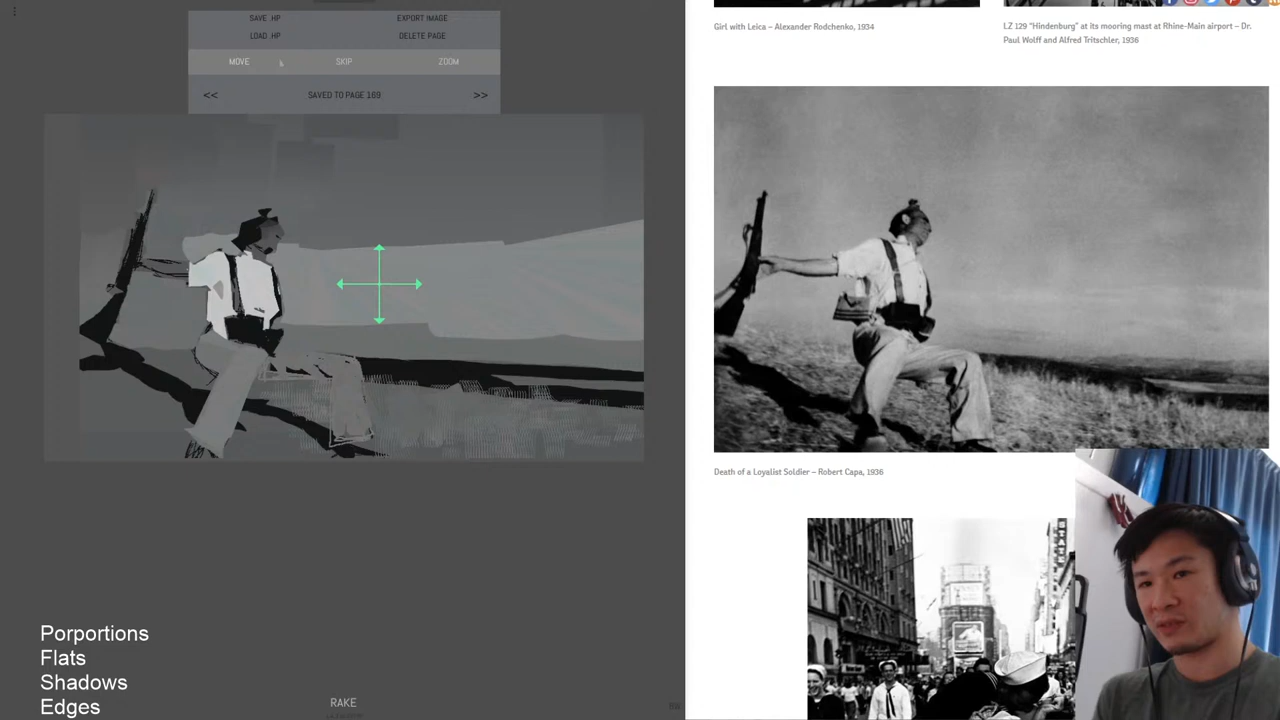 SAVE .HP
EXPORT IMAGE
LOAD .HP
DELETE PAGE
MOVE
SKIP
ZOOM
<<
SAVED TO PAGE 169
>>
Girl with Leica – Alexander Rodchenko, 1934
LZ 129 “Hindenburg” at its mooring mast at Rhine-Main airport – Dr.
Paul Wolff and Alfred Tritschler, 1936
Death of a Loyalist Soldier – Robert Capa, 1936
Porportions
Flats
Shadows
Edges
RAKE